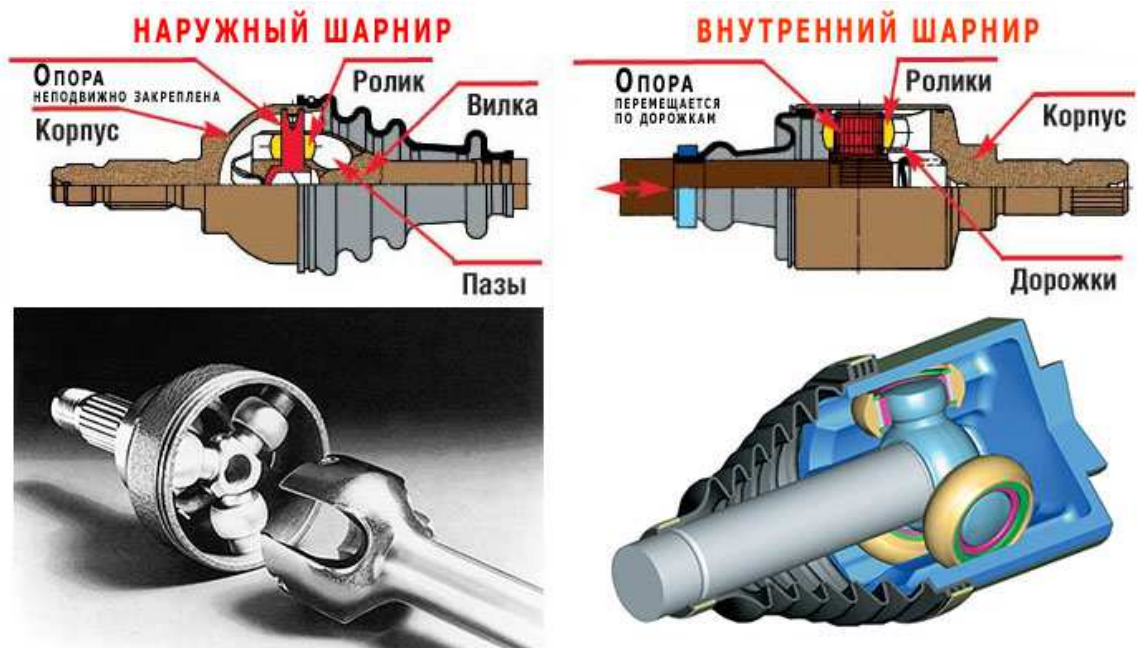 НАРУЖНЫЙ ШАРНИР
ОПОРА
НЕПОДВИЖНО ЗАКРЕПЛЕНА
Корпус
Ролик
Вилка
Пазы
ВНУТРЕННИЙ ШАРНИР
ОПОРА
ПЕРЕМЕЩАЕТСЯ
ПО ДОРОЖКАМ
Ролики
Корпус
Дорожки